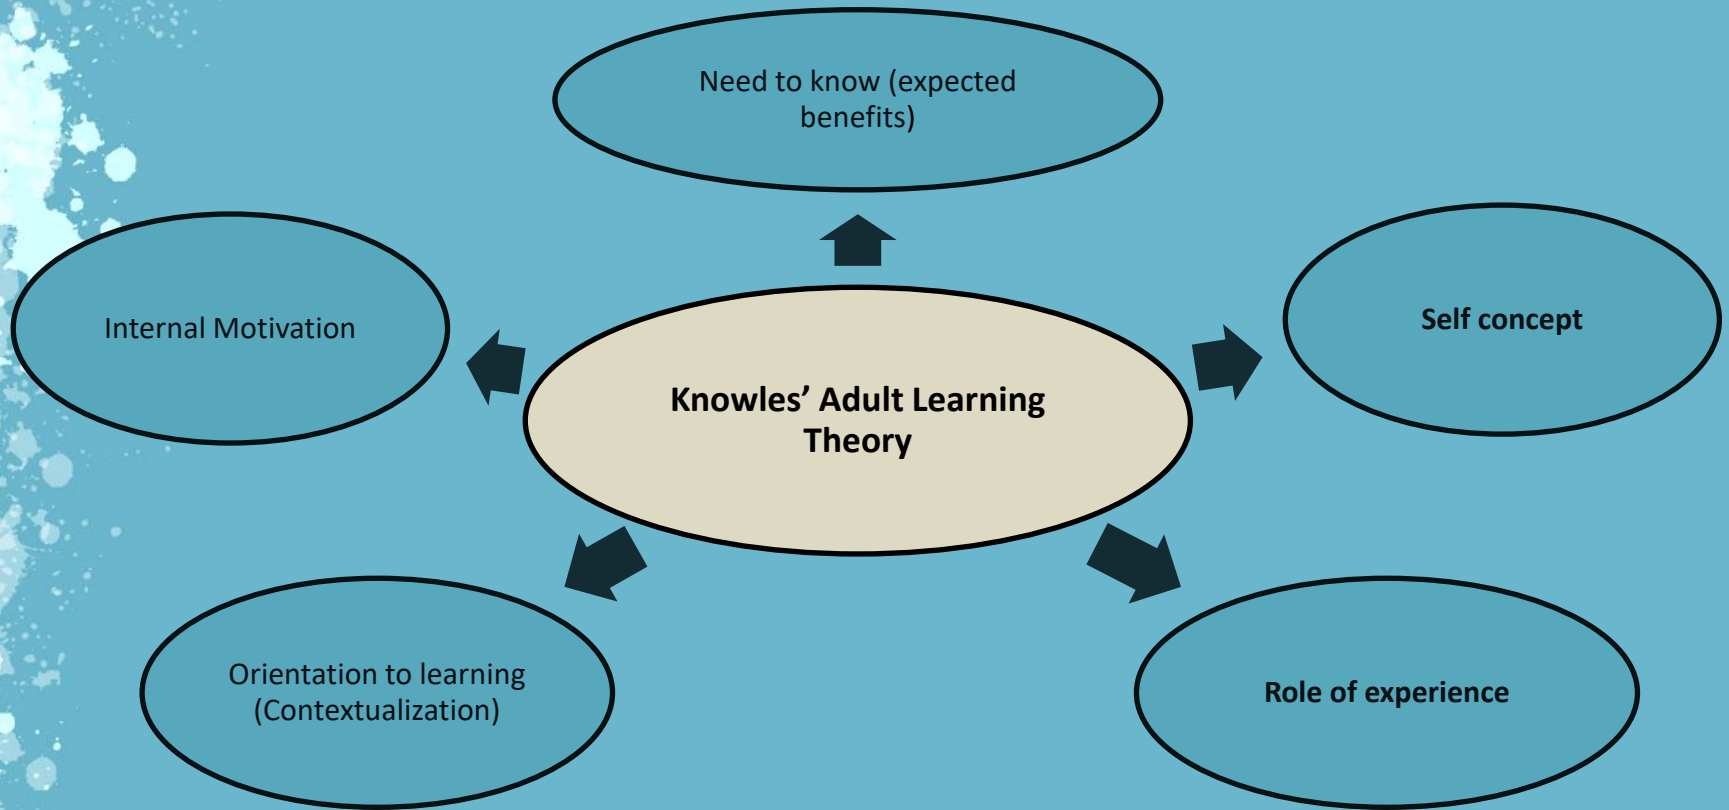 Need to know (expected
benefits)
Internal Motivation
Self concept
Knowles’ Adult Learning
Theory
Orientation to learning
(Contextualization)
Role of experience